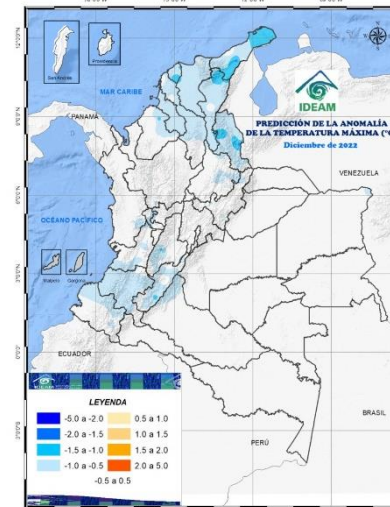 San Andrés
Providencia
MAR CARIBE
PANAMÁ
IDEAM
PREDICCIÓN DE LA ANOMALÍA
DE LA TEMPERATURA MÁXIMA (°C
Diciembre de 2022
VENEZUELA
OCÉANO PACÍFICO
Malpelo
Gorgona
ECUADOR
BRASIL
PERÚ
LEYENDA
-5.0 a -2.0 0.5 a 1.0
-2.0 a -1.5 1.0 a 1.5
-1.5 a -1.0 1.5 a 2.0
-1.0 a -0.5 2.0 a 5.0
-0.5 a 0.5